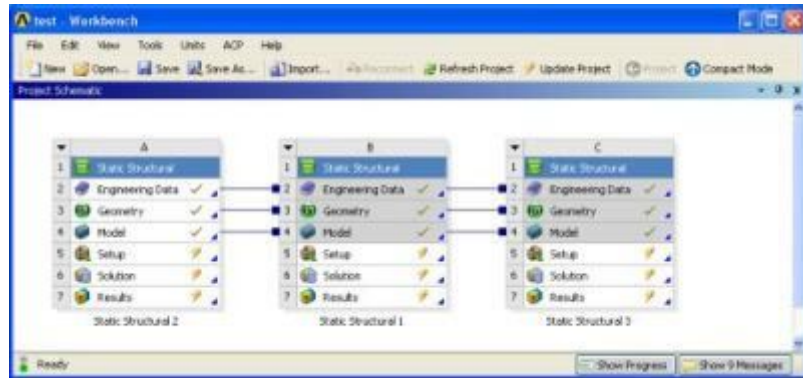 test - Workbench
File Edit View Tools Units ACP Help
New Open... Save Save As... Import... Reconnect Refresh Project Update Project Project Compact Mode
Project Schematic
A B C
1 Static Structural 1 Static Structural 1 Static Structural
2 Engineering Data 2 Engineering Data 2 Engineering Data
3 Geometry 3 Geometry 3 Geometry
4 Model 4 Model 4 Model
5 Setup 5 Setup 5 Setup
6 Solution 6 Solution 6 Solution
7 Results 7 Results 7 Results
Static Structural 2 Static Structural 1 Static Structural 3
Ready Show Progress Show 9 Messages